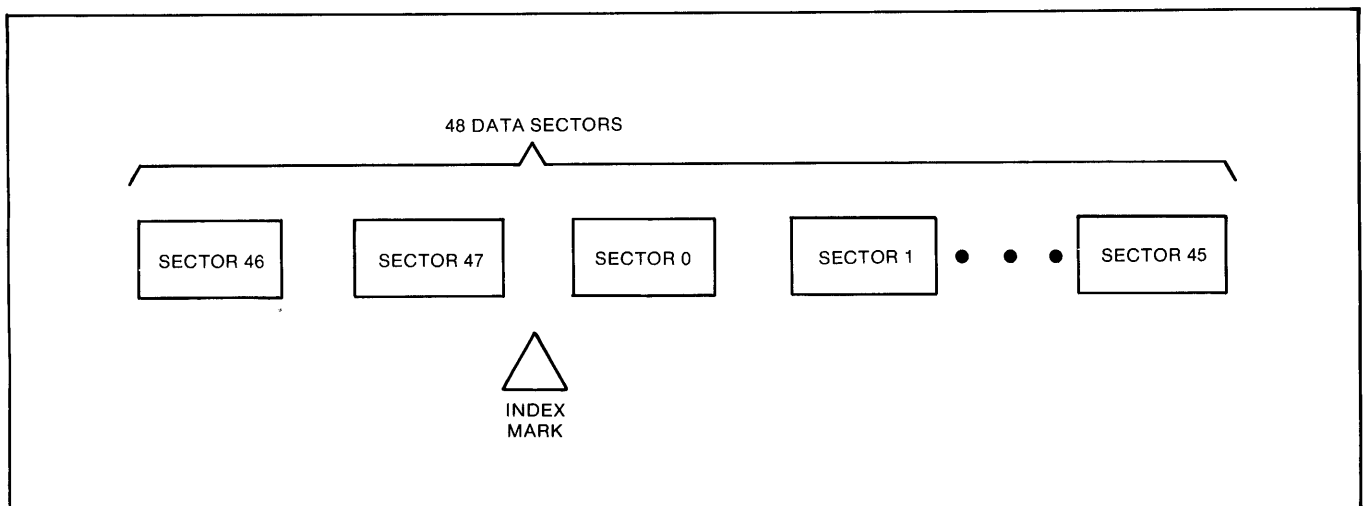 48 DATA SECTORS
SECTOR 46
SECTOR 47
SECTOR 0
SECTOR 1
SECTOR 45
INDEX
MARK